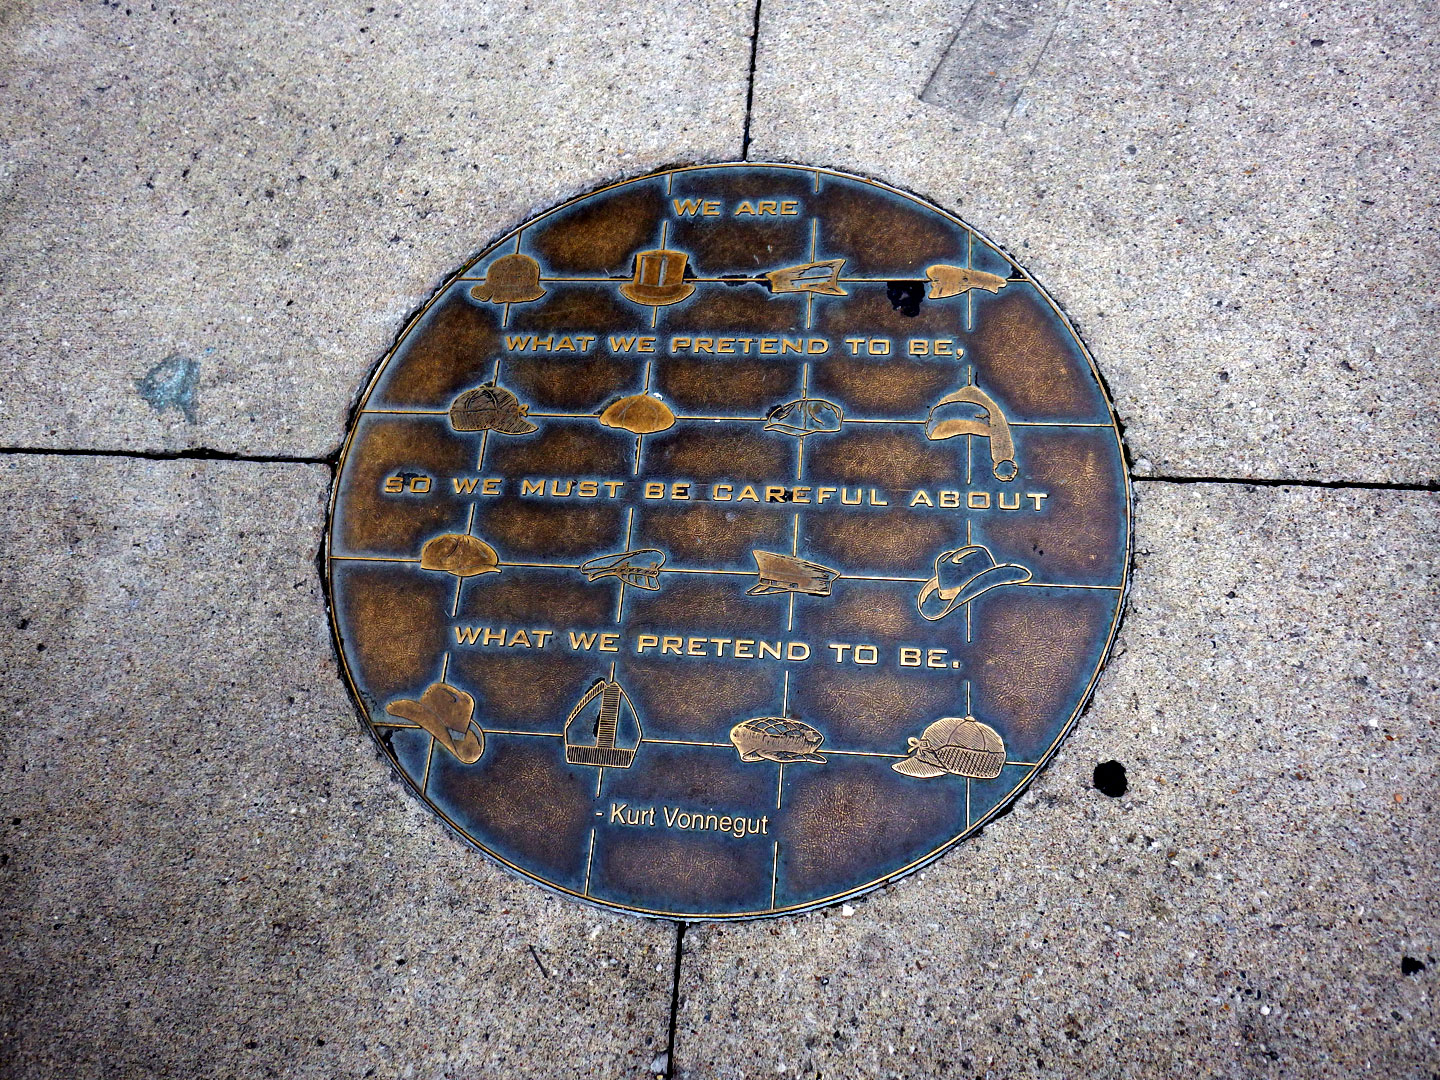 WE ARE
WHAT WE PRETEND TO BE,
SO WE MUST BE CAREFUL ABOUT
WHAT WE PRETEND TO BE.
- Kurt Vonnegut